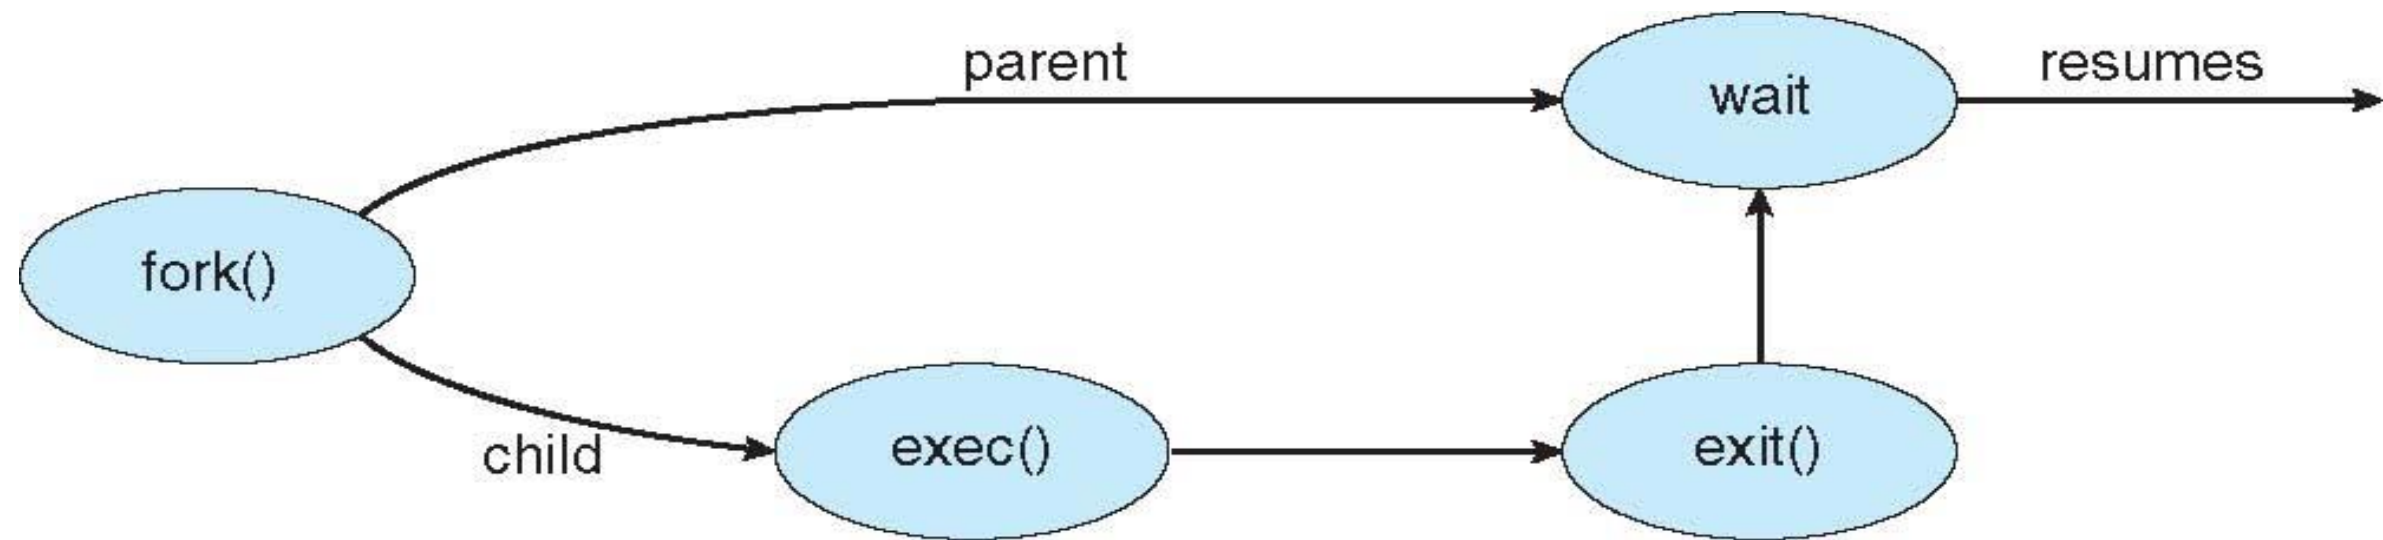 parent
wait
resumes
fork()
child
exec()
exit()